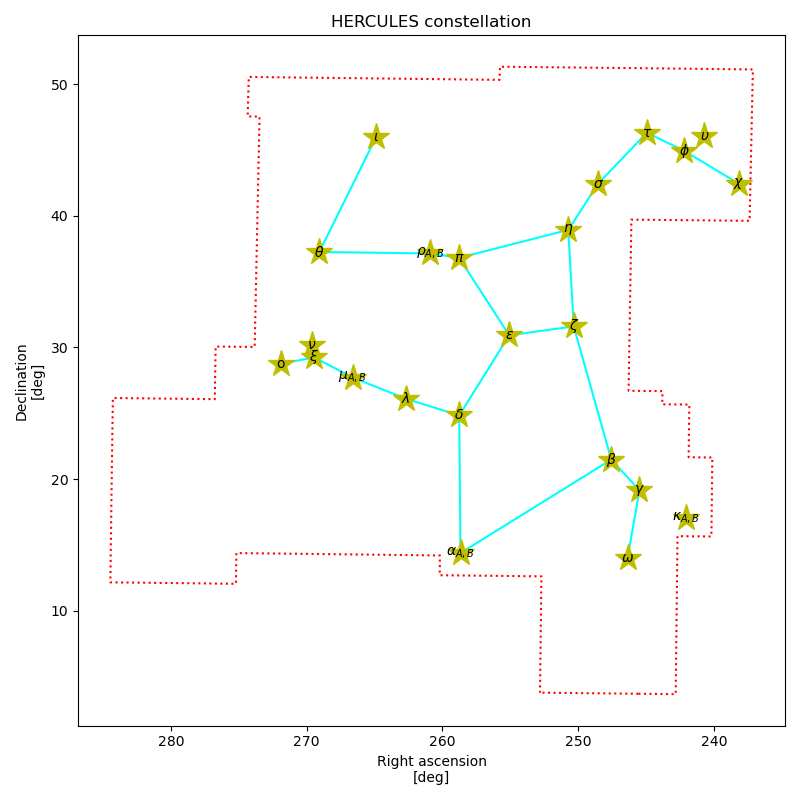 HERCULES constellation
50
ι
τ
υ
φ
σ
χ
40
η
θ
ρA,B
π
ζ
ε
30
ν
ξ
ο
μA,B
λ
δ
20
β
γ
κA,B
αA,B
ω
10
Declination
[deg]
280
270
260
250
240
Right ascension
[deg]